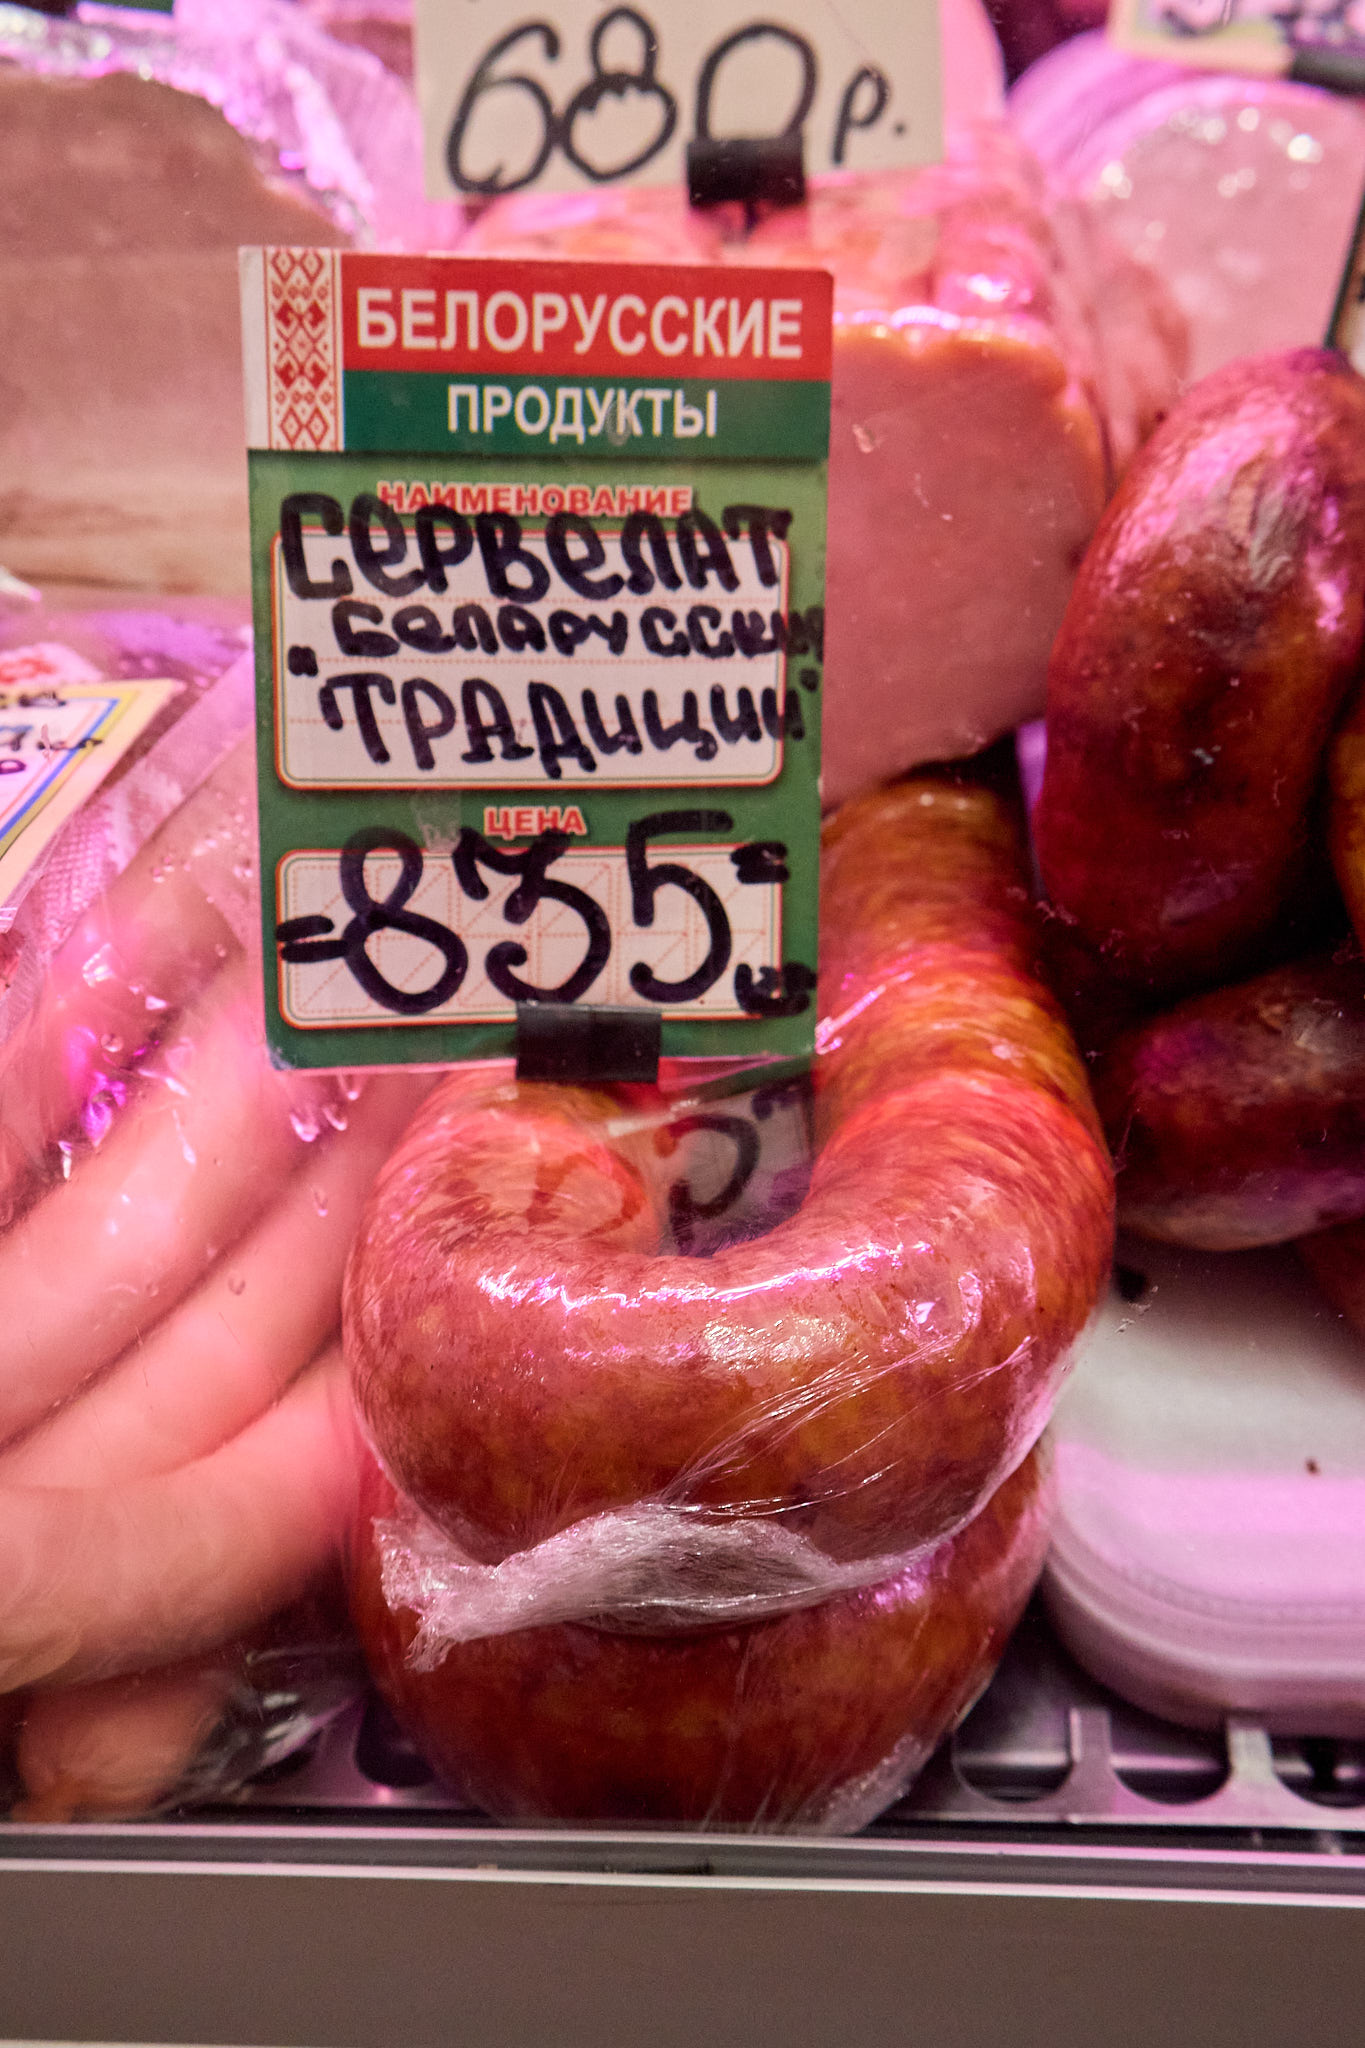 680 р.
БЕЛОРУССКИЕ
ПРОДУКТЫ
НАИМЕНОВАНИЕ
СЕРВЕЛАТ
БЕЛАРУССКИЕ
"ТРАДИЦИИ"
ЦЕНА
=835=